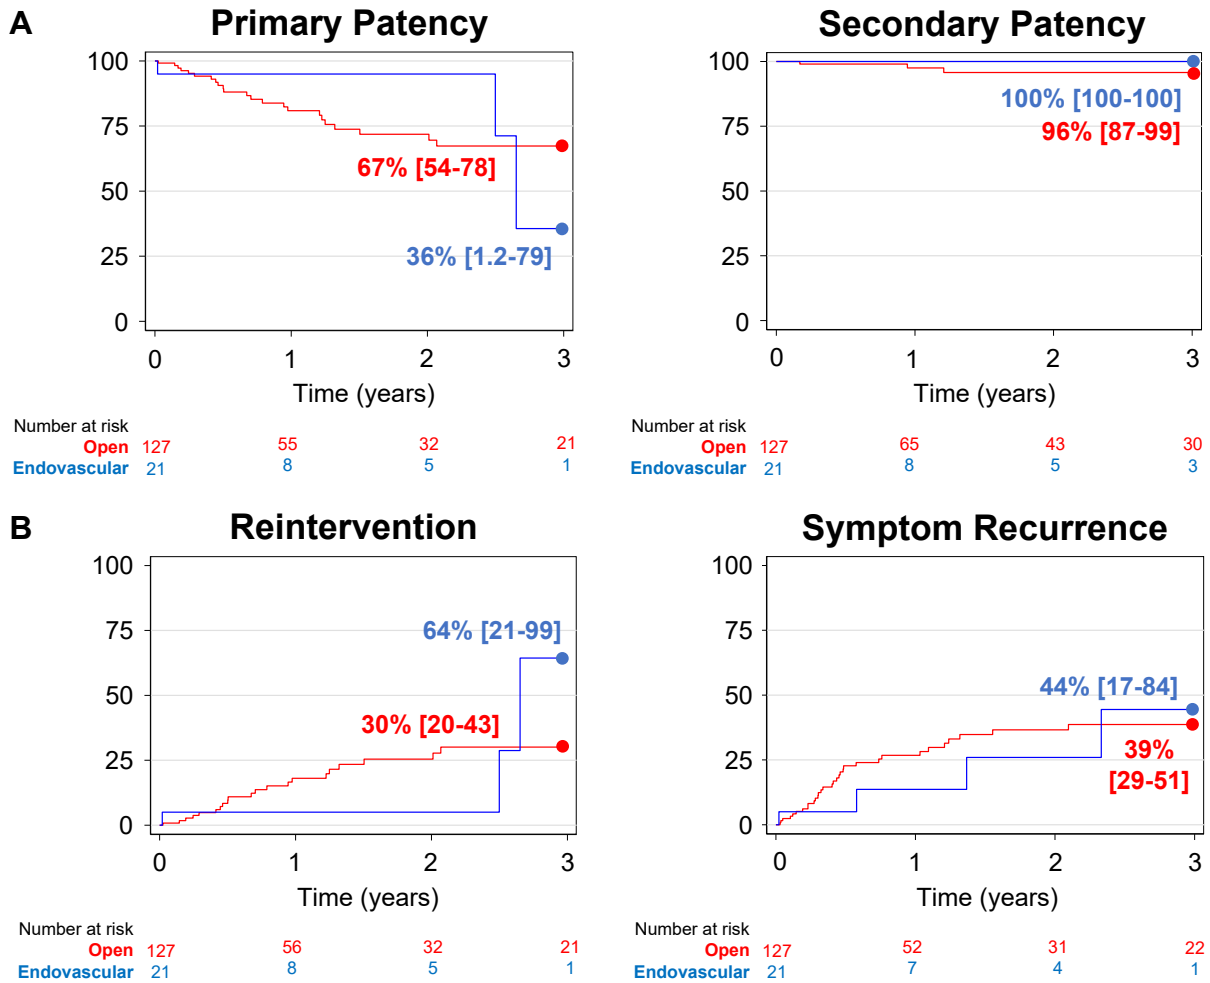 A
Primary Patency
100
75
50
25
0
67% [54-78]
36% [1.2-79]
0 1 2 3
Time (years)
Number at risk
Open 127 55 32 21
Endovascular 21 8 5 1
Secondary Patency
100
75
50
25
0
100% [100-100]
96% [87-99]
0 1 2 3
Time (years)
Number at risk
Open 127 65 43 30
Endovascular 21 8 5 3
B
Reintervention
100
75
50
25
0
64% [21-99]
30% [20-43]
0 1 2 3
Time (years)
Number at risk
Open 127 56 32 21
Endovascular 21 8 5 1
Symptom Recurrence
100
75
50
25
0
44% [17-84]
39%
[29-51]
0 1 2 3
Time (years)
Number at risk
Open 127 52 31 22
Endovascular 21 7 4 1